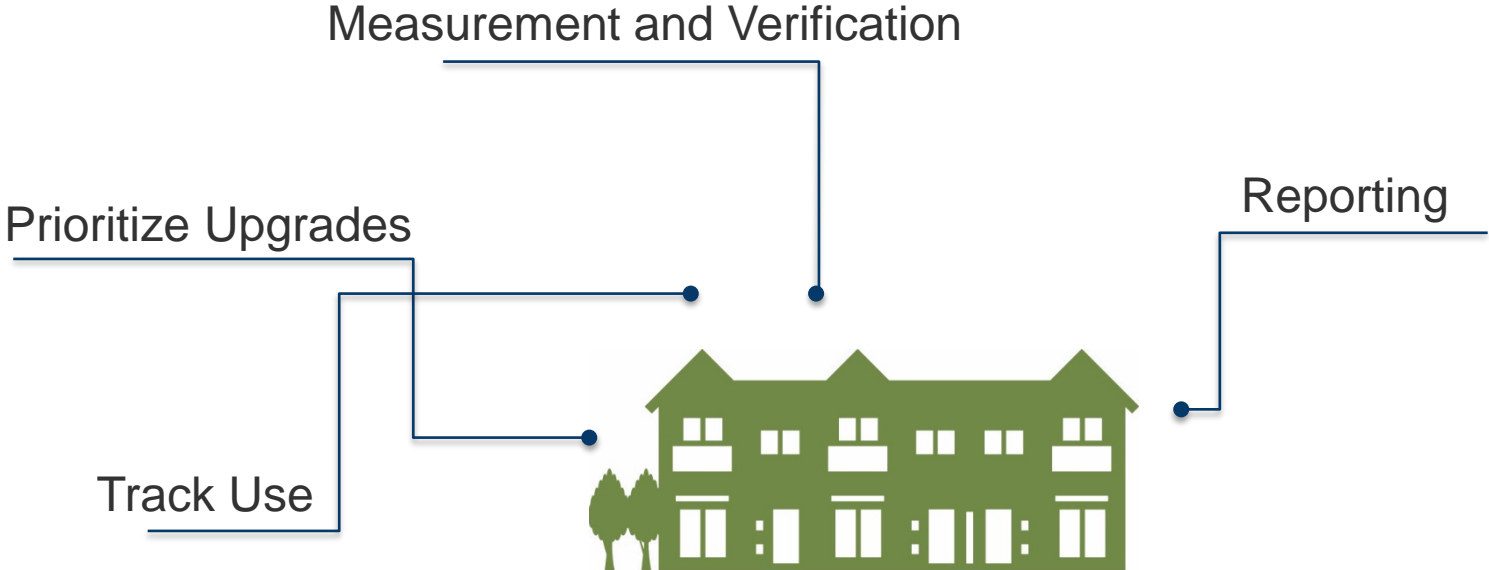 Measurement and Verification
Reporting
Prioritize Upgrades
Track Use